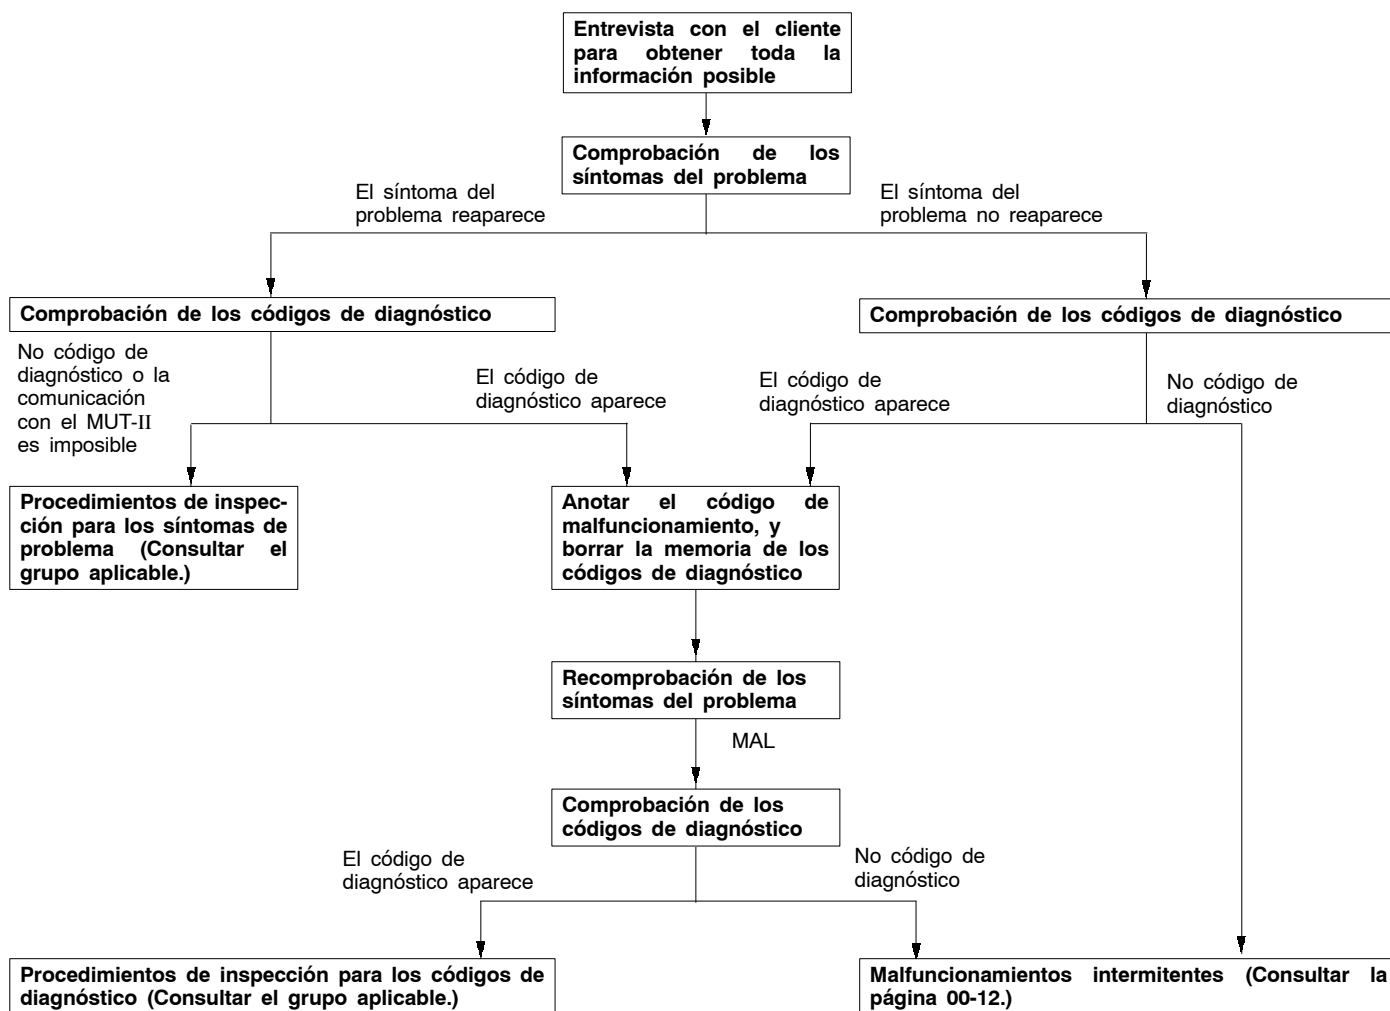 Entrevista con el cliente
para obtener toda la
información posible
Comprobación de los
síntomas del problema
El síntoma del
problema reaparece
El síntoma del
problema no reaparece
Comprobación de los códigos de diagnóstico
Comprobación de los códigos de diagnóstico
No código de
diagnóstico o la
comunicación
con el MUT-II
es imposible
El código de
diagnóstico aparece
El código de
diagnóstico aparece
No código de
diagnóstico
Procedimientos de inspec-
ción para los síntomas de
problema (Consultar el
grupo aplicable.)
Anotar el código de
malfuncionamiento, y
borrar la memoria de los
códigos de diagnóstico
Recomprobación de los
síntomas del problema
MAL
Comprobación de los
códigos de diagnóstico
El código de
diagnóstico aparece
No código de
diagnóstico
Procedimientos de inspección para los códigos de
diagnóstico (Consultar el grupo aplicable.)
Malfuncionamientos intermitentes (Consultar la
página 00-12.)